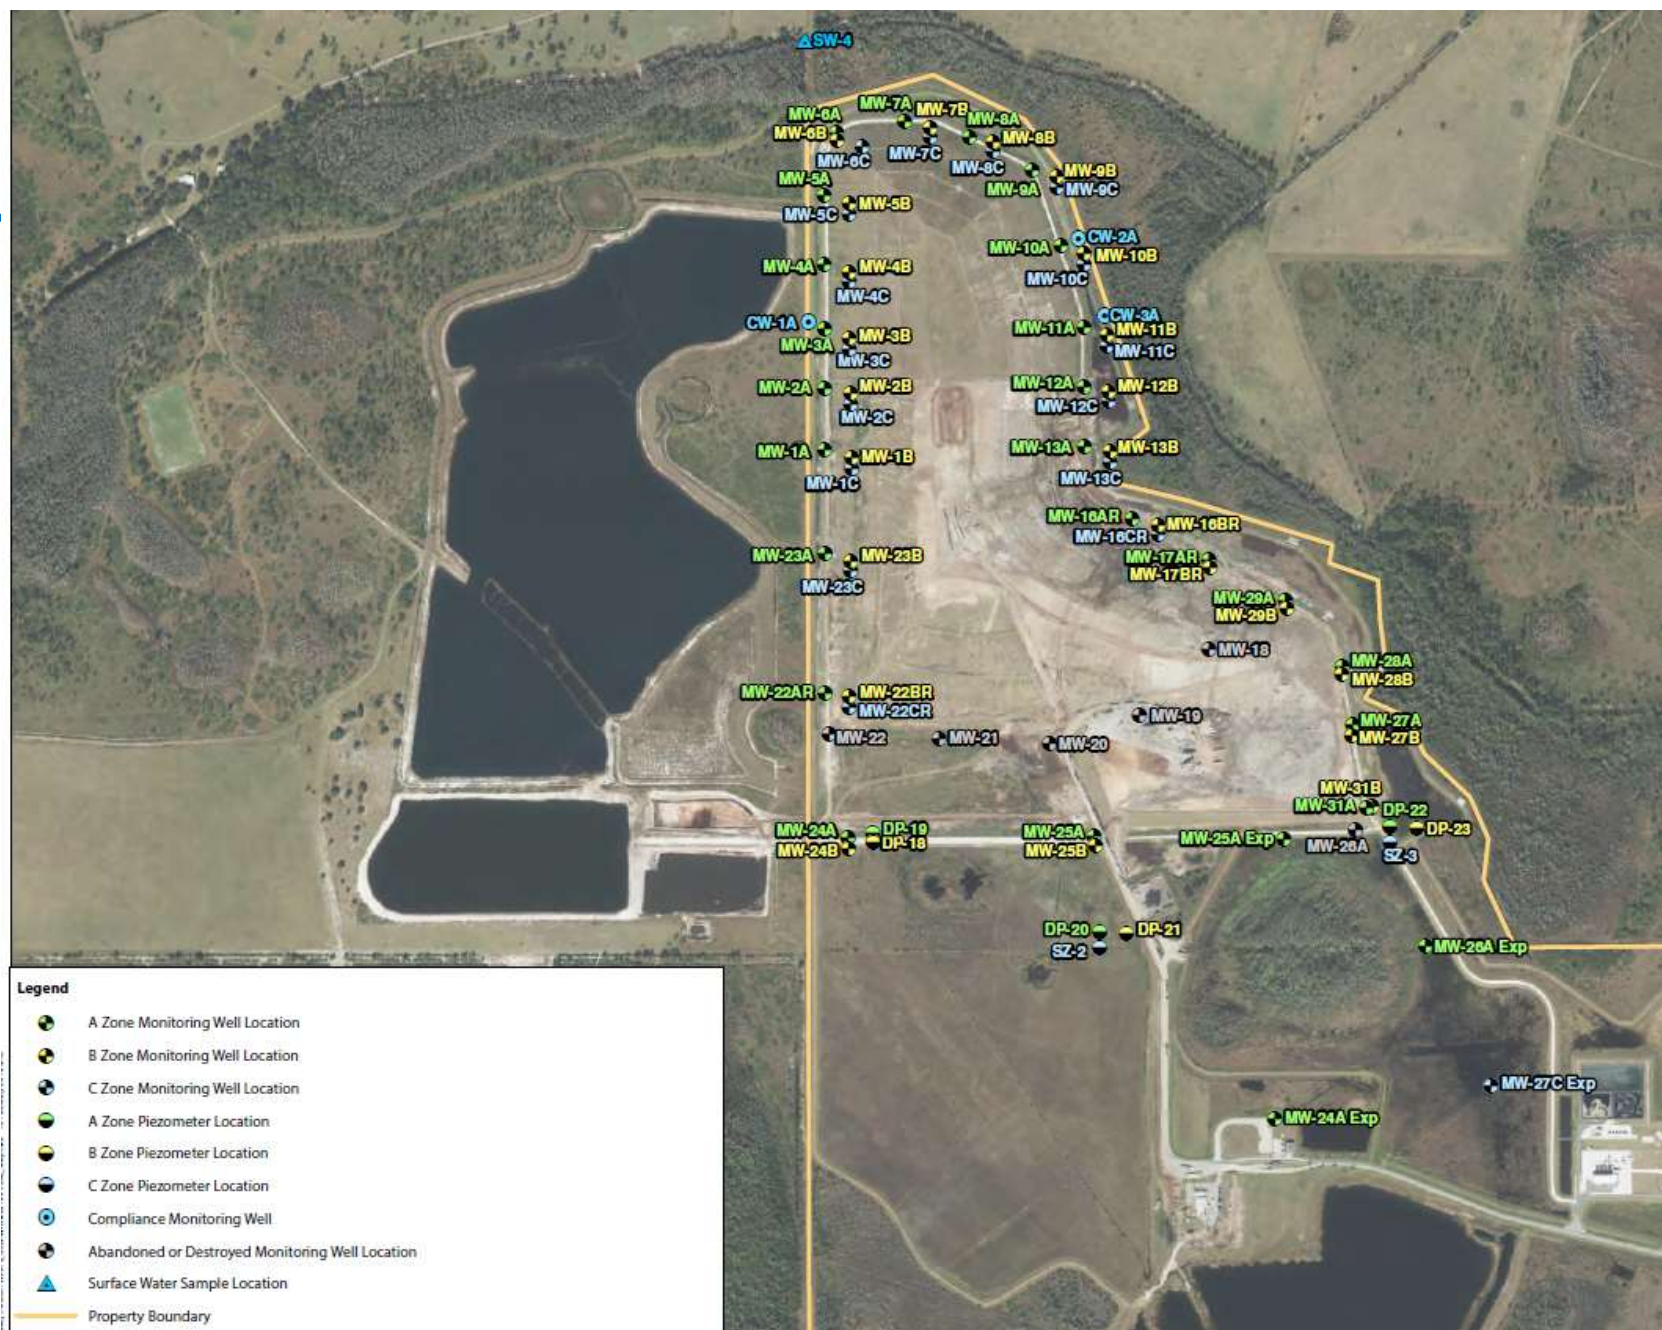 SW-4
MW-7A
MW-7B
MW-6A
MW-8A
MW-6B
MW-8B
MW-6C
MW-7C
MW-8C
MW-9B
MW-5A
MW-9A
MW-9C
MW-5B
MW-5C
CW-2A
MW-10A
MW-10B
MW-4A
MW-4B
MW-10C
MW-4C
CW-1A
CW-3A
MW-11A
MW-11B
MW-3A
MW-3B
MW-11C
MW-3C
MW-2A
MW-2B
MW-12A
MW-12B
MW-2C
MW-12C
MW-1A
MW-1B
MW-13A
MW-13B
MW-1C
MW-13C
MW-16AR
MW-16BR
MW-16CR
MW-23A
MW-23B
MW-17AR
MW-17BR
MW-23C
MW-29A
MW-29B
MW-18
MW-28A
MW-28B
MW-22AR
MW-22BR
MW-22CR
MW-19
MW-27A
MW-22
MW-21
MW-20
MW-27B
MW-31B
MW-31A
DP-22
MW-24A
DP-19
MW-25A
MW-25A Exp
DP-23
MW-24B
DP-18
MW-25B
MW-26A
SZ-3
DP-20
DP-21
SZ-2
MW-26A Exp
MW-27C Exp
MW-24A Exp
Legend
A Zone Monitoring Well Location
B Zone Monitoring Well Location
C Zone Monitoring Well Location
A Zone Piezometer Location
B Zone Piezometer Location
C Zone Piezometer Location
Compliance Monitoring Well
Abandoned or Destroyed Monitoring Well Location
Surface Water Sample Location
Property Boundary